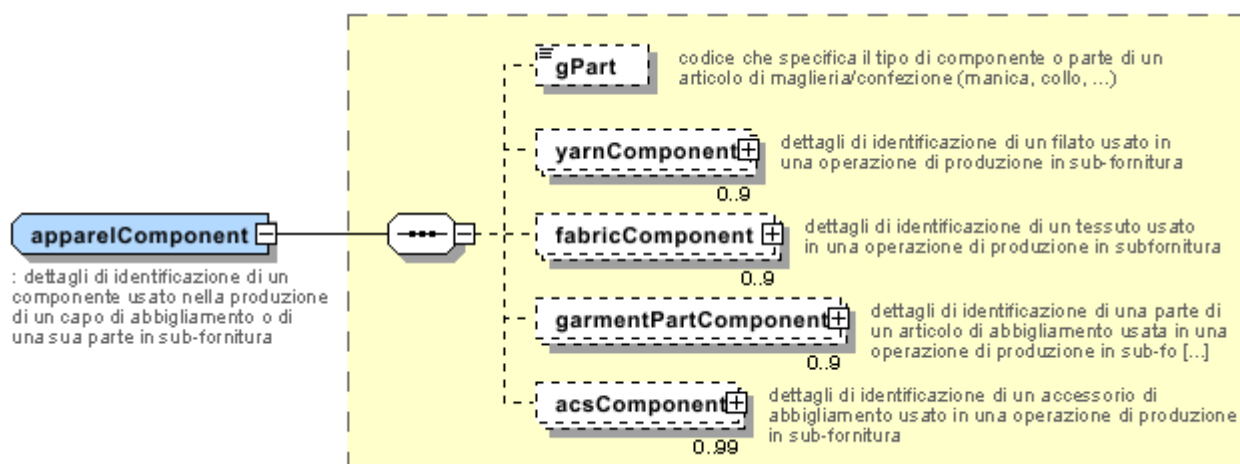 gPart
codice che specifica il tipo di componente o parte di un
articolo di maglieria/confezione (manica, collo, ...)
yarnComponent
dettagli di identificazione di un filato usato in
una operazione di produzione in sub-fornitura
0..9
apparelComponent
: dettagli di identificazione di un
componente usato nella produzione
di un capo di abbigliamento o di
una sua parte in sub-fornitura
fabricComponent
dettagli di identificazione di un tessuto usato
in una operazione di produzione in subfornitura
0..9
garmentPartComponent
dettagli di identificazione di una parte di
un articolo di abbigliamento usata in una
operazione di produzione in sub-fo [...]
0..9
acsComponent
dettagli di identificazione di un accessorio di
abbigliamento usato in una operazione di produzione
in sub-fornitura
0..99